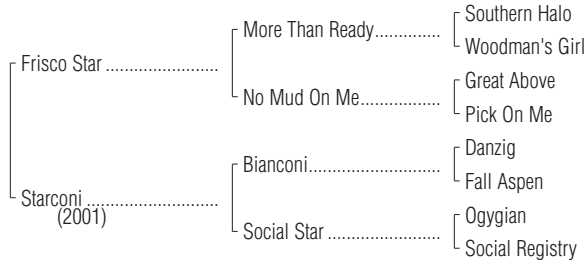 Southern Halo
More Than Ready..............
Woodman's Girl
Frisco Star ........................
Great Above
No Mud On Me.................
Pick On Me
Danzig
Bianconi............................
Fall Aspen
Starconi ............................
(2001)
Ogygian
Social Star ........................
Social Registry